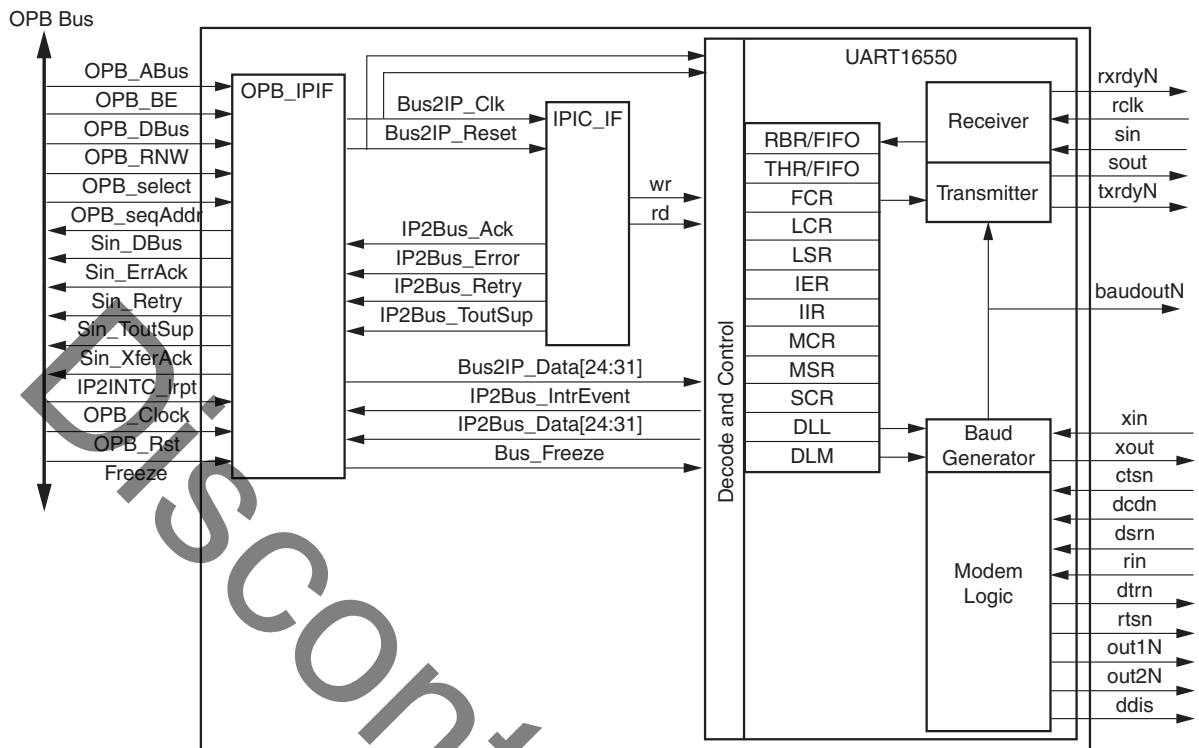 OPB Bus
OPB_ABus
OPB_BE
OPB_DBus
OPB_RNW
OPB_select
OPB_seqAddr
Sin_DBus
Sin_ErrAck
Sin_Retry
Sin_ToutSup
Sin_XferAck
IP2INTC_Irpt
OPB_Clock
OPB_Rst
Freeze
OPB_IPIF
Bus2IP_Clk
Bus2IP_Reset
IPIC_IF
wr
rd
IP2Bus_Ack
IP2Bus_Error
IP2Bus_Retry
IP2Bus_ToutSup
Bus2IP_Data[24:31]
IP2Bus_IntrEvent
IP2Bus_Data[24:31]
Bus_Freeze
Decode and Control
UART16550
RBR/FIFO
THR/FIFO
FCR
LCR
LSR
IER
IIR
MCR
MSR
SCR
DLL
DLM
Receiver
Transmitter
Baud
Generator
Modem
Logic
rxrdyN
rclk
sin
sout
txrdyN
baudoutN
xin
xout
ctsn
dcdn
dsrn
rin
dtrn
rtsn
out1N
out2N
ddis